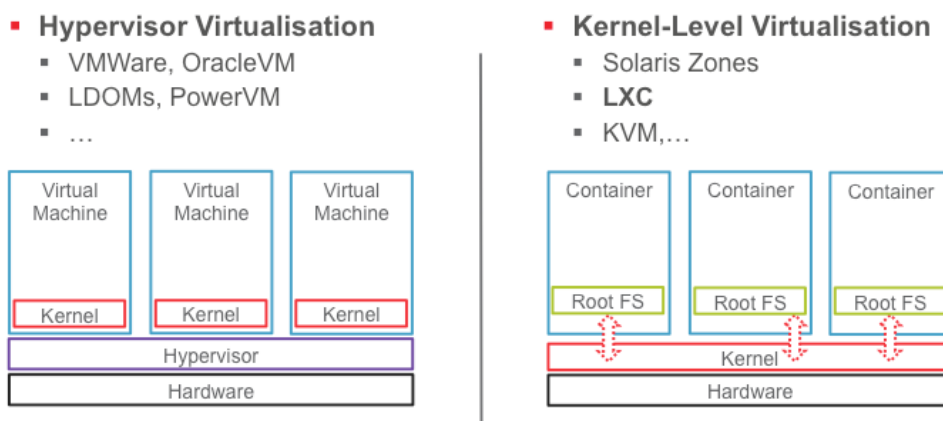 Hypervisor Virtualisation
VMWare, OracleVM
LDOMs, PowerVM
...
Virtual Machine
Kernel
Virtual Machine
Kernel
Virtual Machine
Kernel
Hypervisor
Hardware
Kernel-Level Virtualisation
Solaris Zones
LXC
KVM,...
Container
Root FS
Container
Root FS
Container
Root FS
Kernel
Hardware